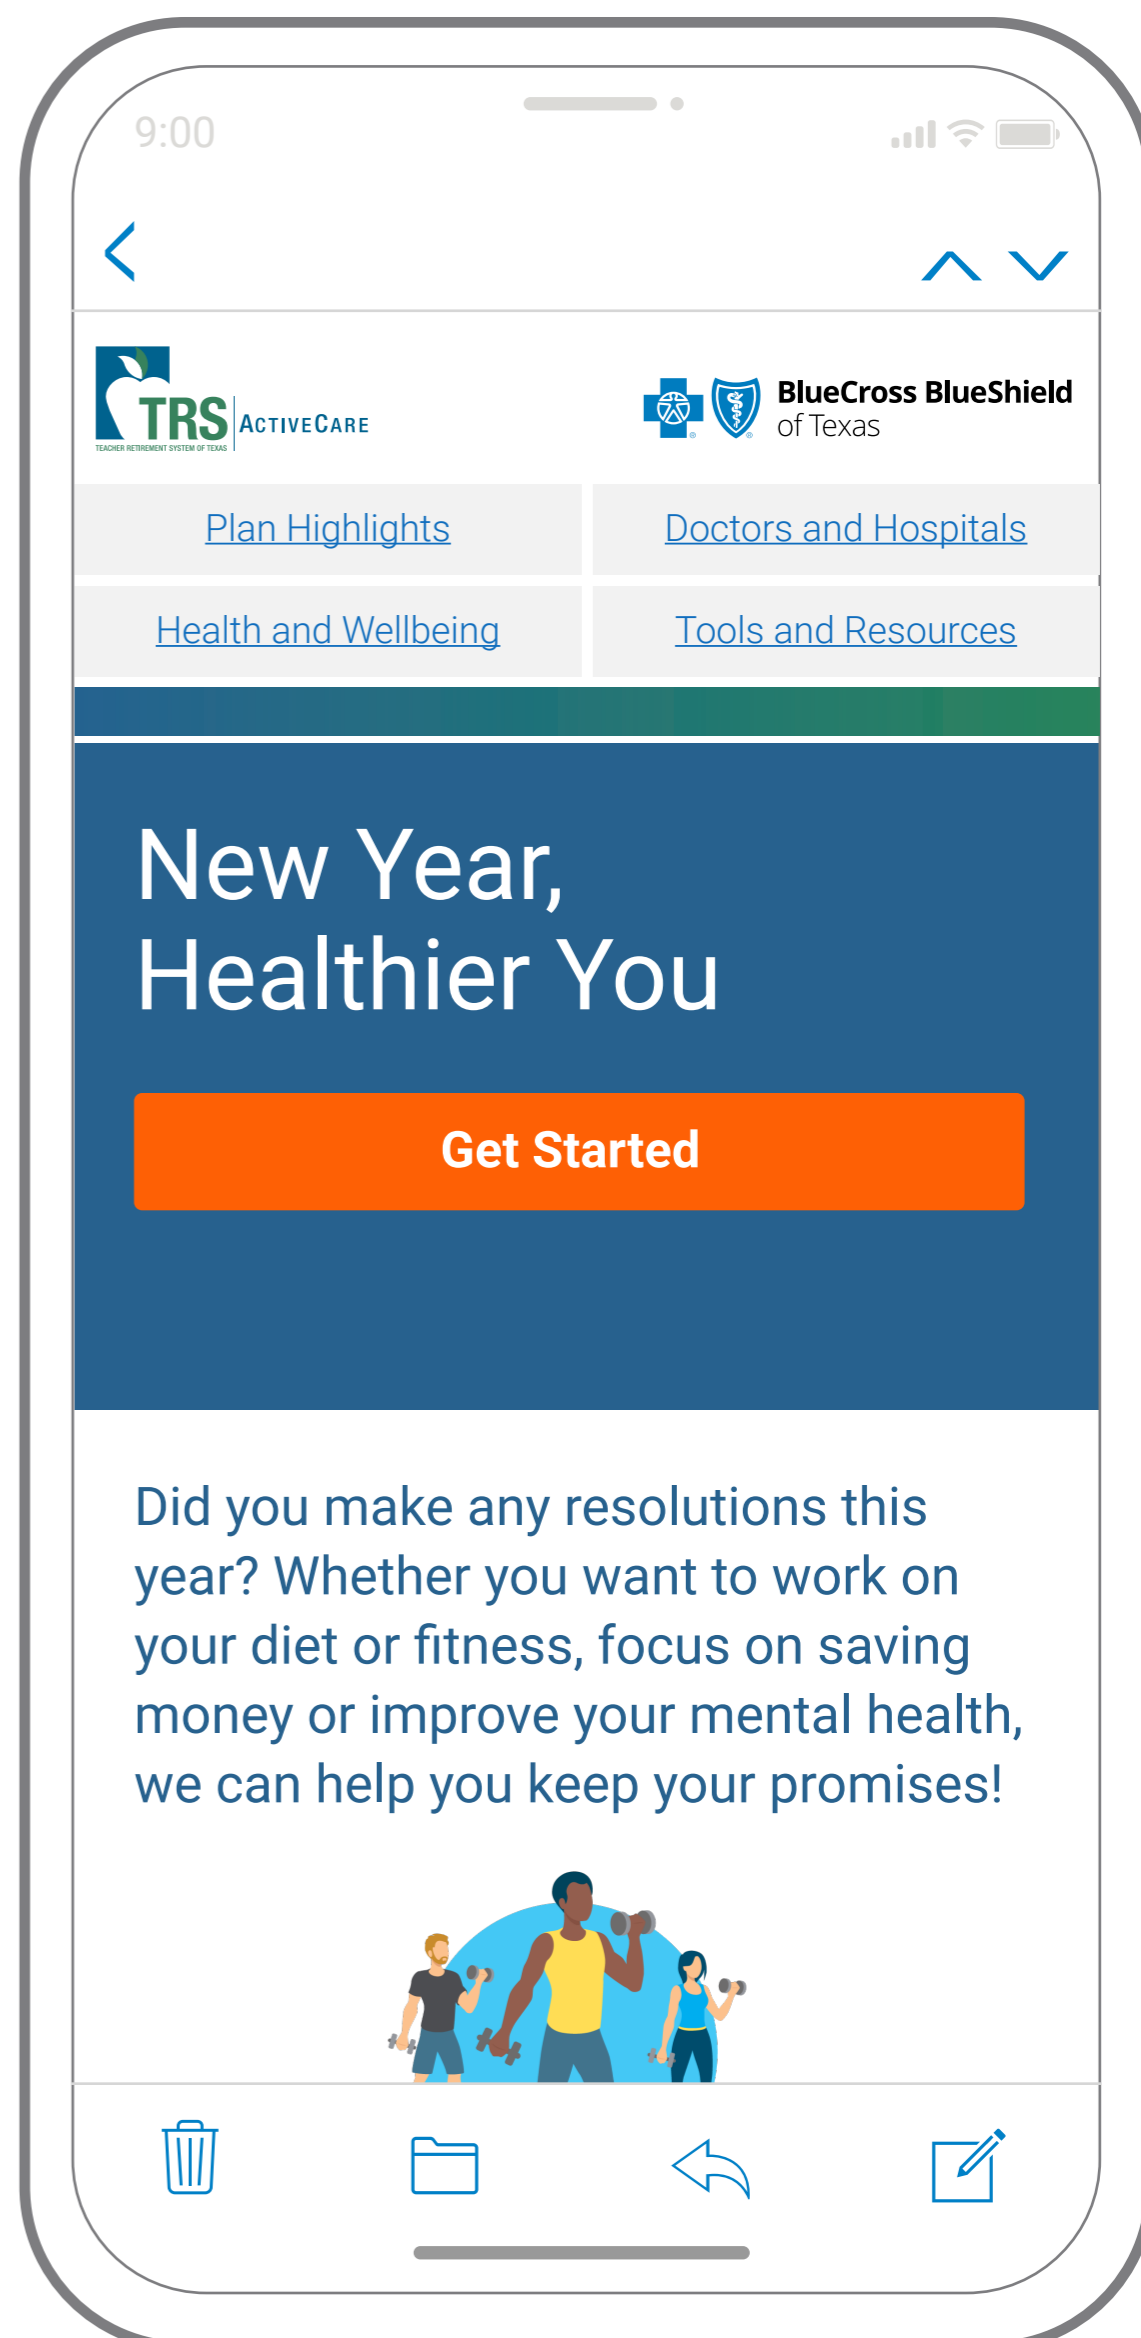 9:00
TRS
ACTIVECARE
TEACHER RETIREMENT SYSTEM OF TEXAS
BlueCross BlueShield
of Texas
Plan Highlights
Doctors and Hospitals
Health and Wellbeing
Tools and Resources
New Year,
Healthier You
Get Started
Did you make any resolutions this
year? Whether you want to work on
your diet or fitness, focus on saving
money or improve your mental health,
we can help you keep your promises!